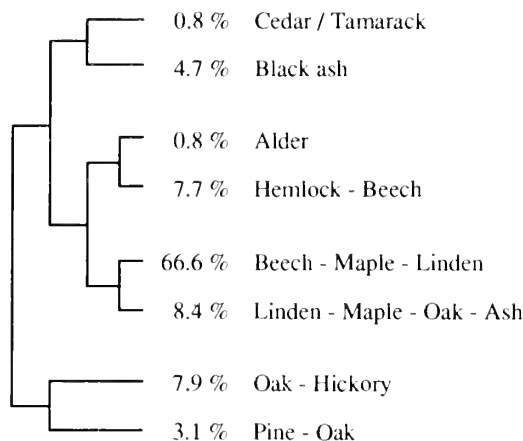 0.8 % Cedar / Tamarack
4.7 % Black ash
0.8 % Alder
7.7 % Hemlock - Beech
66.6 % Beech - Maple - Linden
8.4 % Linden - Maple - Oak - Ash
7.9 % Oak - Hickory
3.1 % Pine - Oak